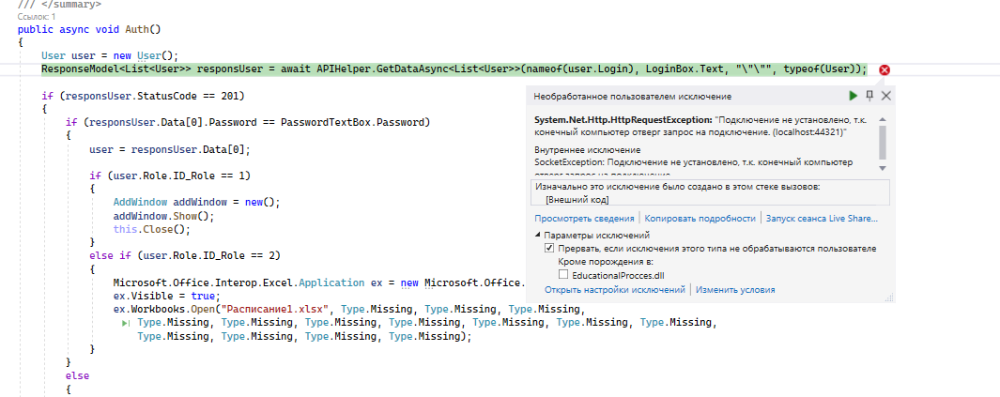 /// </summary>
Ссылок: 1
public async void Auth()
{
User user = new User();
ResponseModel<List<User>> responsUser = await APIHelper.GetDataAsync<List<User>>(nameof(user.Login), LoginBox.Text, "\"\"", typeof(User));
if (responsUser.StatusCode == 201)
{
if (responsUser.Data[0].Password == PasswordTextBox.Password)
{
user = responsUser.Data[0];
if (user.Role.ID_Role == 1)
{
AddWindow addWindow = new();
addWindow.Show();
this.Close();
}
else if (user.Role.ID_Role == 2)
{
Microsoft.Office.Interop.Excel.Application ex = new Microsoft.Office.
ex.Visible = true;
ex.Workbooks.Open("Расписание1.xlsx", Type.Missing, Type.Missing, Type.Missing,
Type.Missing, Type.Missing, Type.Missing, Type.Missing, Type.Missing, Type.Missing, Type.Missing,
Type.Missing, Type.Missing, Type.Missing, Type.Missing);
}
}
else
{
Необработанное пользователем исключение
System.Net.Http.HttpRequestException: "Подключение не установлено, т.к.
конечный компьютер отверг запрос на подключение. (localhost:44321)"
Внутреннее исключение
SocketException: Подключение не установлено, т.к. конечный компьютер
отверг запрос на подключение
Изначально это исключение было создано в этом стеке вызовов:
[Внешний код]
Просмотреть сведения | Копировать подробности | Запуск сеанса Live Share...
Параметры исключений
Прервать, если исключения этого типа не обрабатываются пользователе
Кроме порождения в:
EducationalProcces.dll
Открыть настройки исключений | Изменить условия